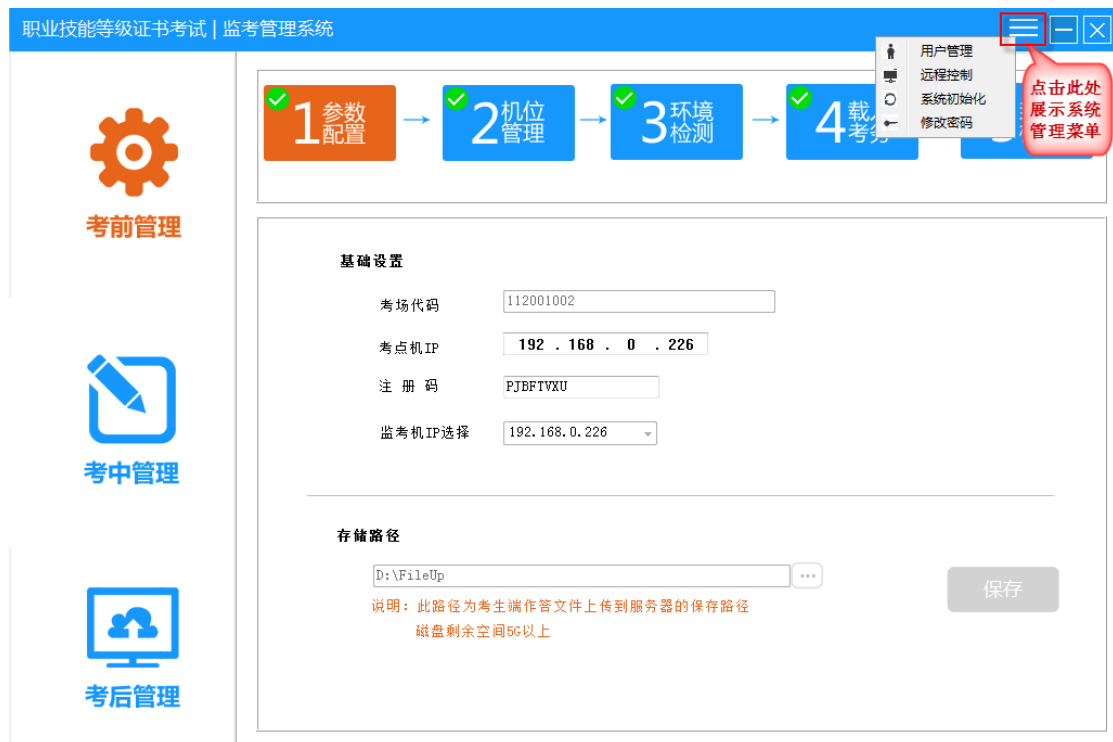 职业技能等级证书考试 | 监考管理系统
用户管理
远程控制
系统初始化
修改密码
点击此处
展示系统
管理菜单
1 参数
配置
2 机位
管理
3 环境
检测
4 载入
考务
考前管理
考中管理
考后管理
基础设置
考场代码 112001002
考点机IP 192 . 168 . 0 . 226
注 册 码 PJBFTVXU
监考机IP选择 192.168.0.226
存储路径
D:\FileUp ...
保存
说明：此路径为考生端作答文件上传到服务器的保存路径
磁盘剩余空间5G以上